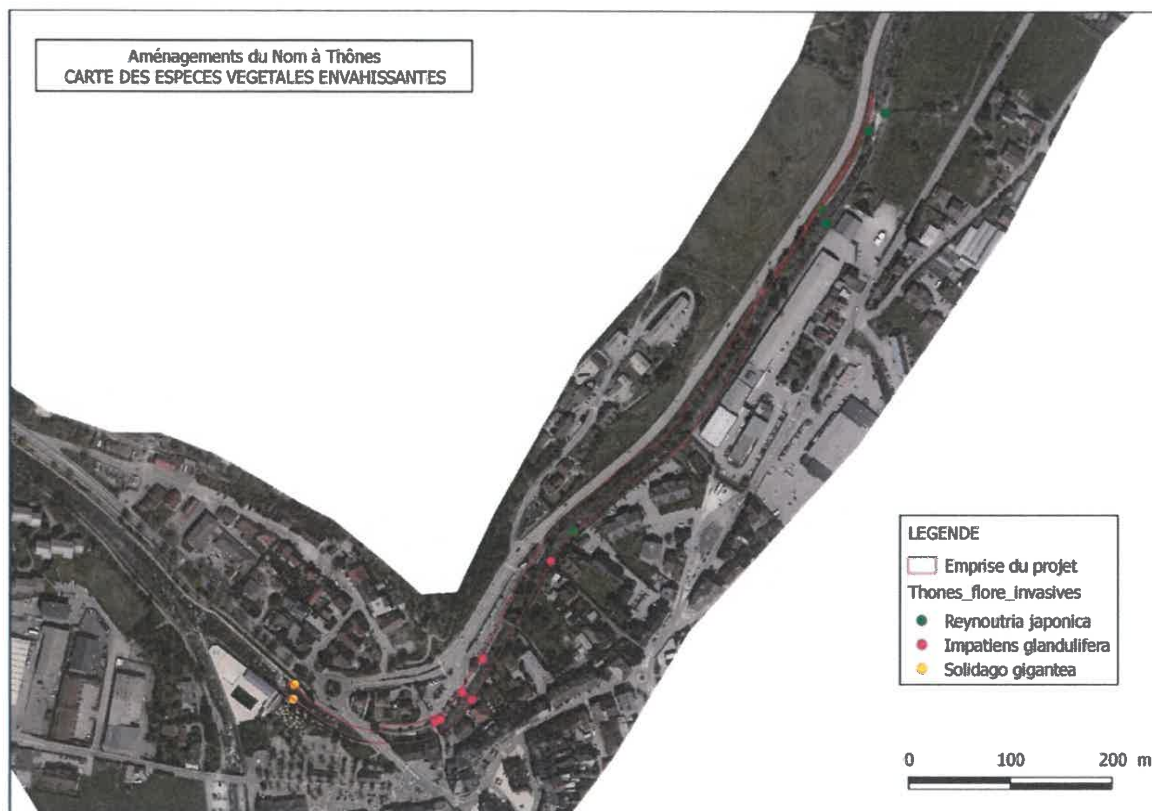 Aménagements du Nom à Thônes
CARTE DES ESPECES VEGETALES ENVAHISSANTES
LEGENDE
Emprise du projet
Thones_flore_invasives
Reynoutria japonica
Impatiens glandulifera
Solidago gigantea
0 100 200 m